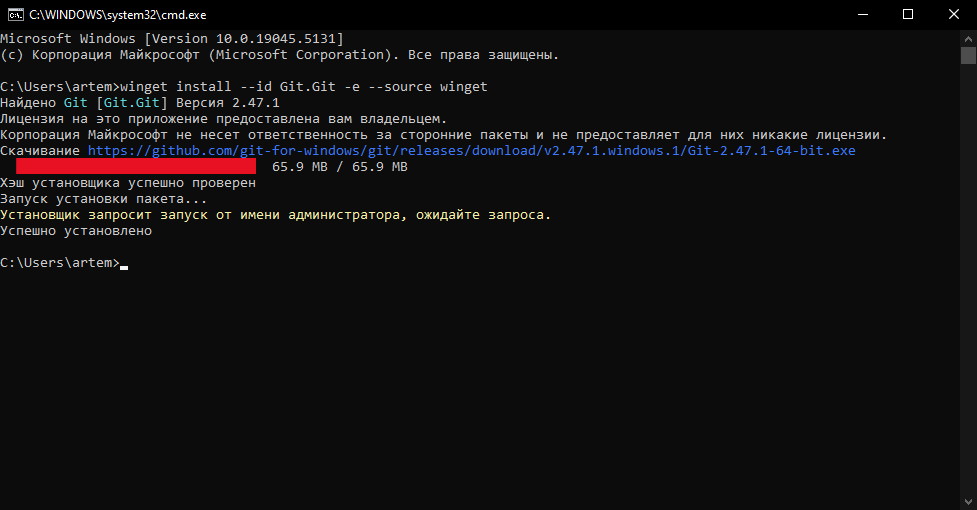 C:\WINDOWS\system32\cmd.exe
Microsoft Windows [Version 10.0.19045.5131]
(c) Корпорация Майкрософт (Microsoft Corporation). Все права защищены.
C:\Users\artem>winget install --id Git.Git -e --source winget
Найдено Git [Git.Git] Версия 2.47.1
Лицензия на это приложение предоставлена вам владельцем.
Корпорация Майкрософт не несет ответственность за сторонние пакеты и не предоставляет для них никакие лицензии.
Скачивание https://github.com/git-for-windows/git/releases/download/v2.47.1.windows.1/Git-2.47.1-64-bit.exe
65.9 MB / 65.9 MB
Хэш установщика успешно проверен
Запуск установки пакета...
Установщик запросит запуск от имени администратора, ожидайте запроса.
Успешно установлено
C:\Users\artem>